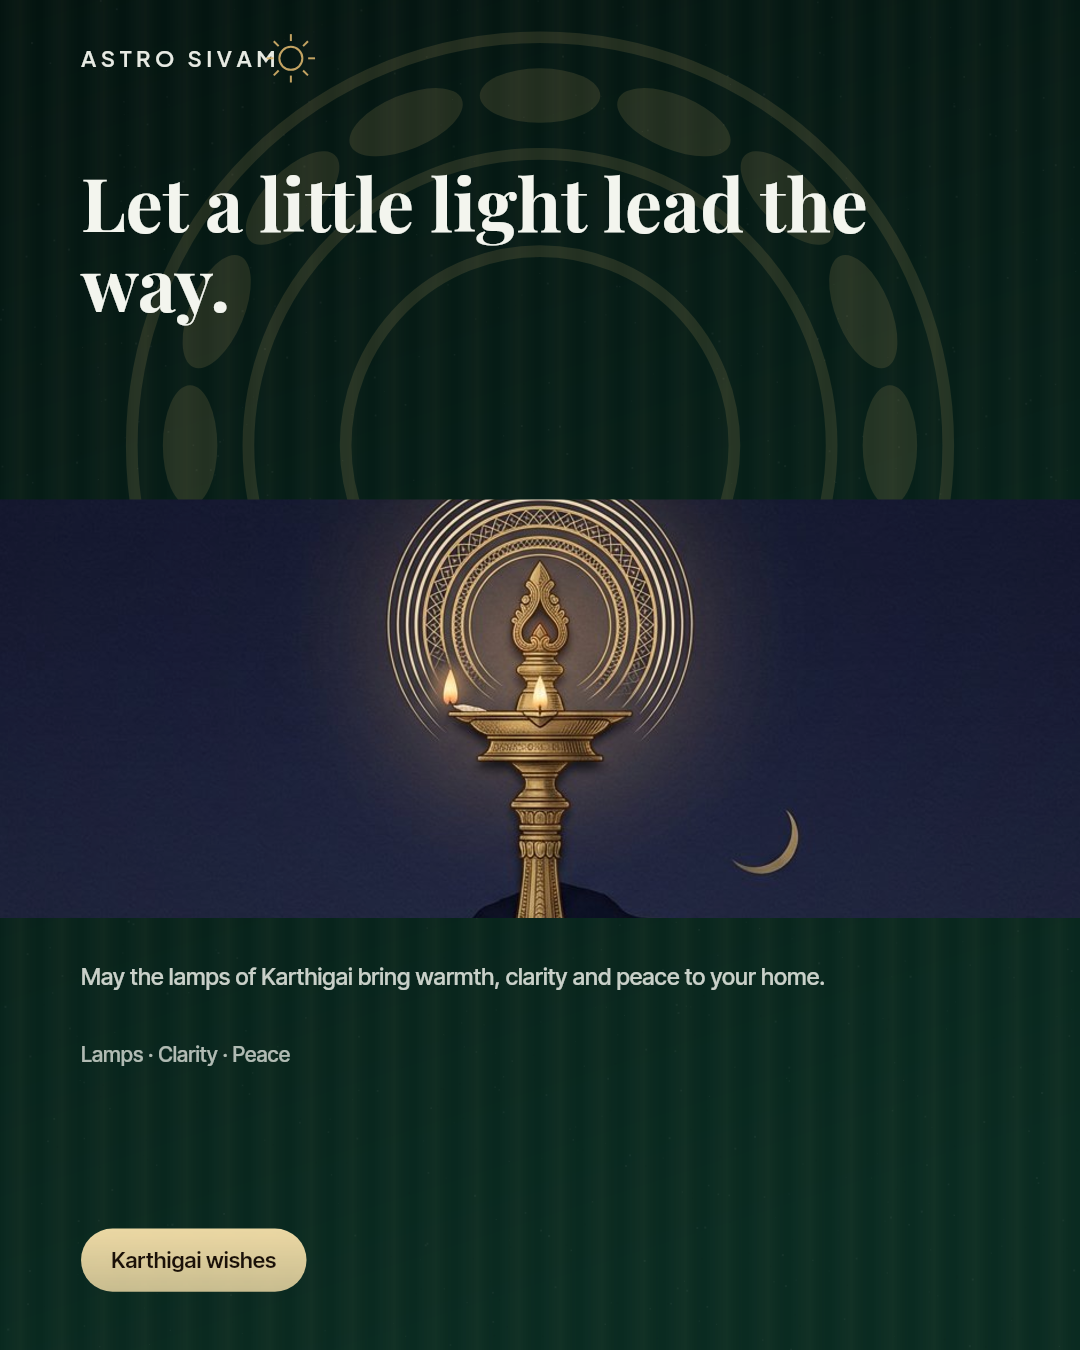 ASTRO SIVAM
Let a little light lead the
way.
May the lamps of Karthigai bring warmth, clarity and peace to your home.
Lamps · Clarity · Peace
Karthigai wishes